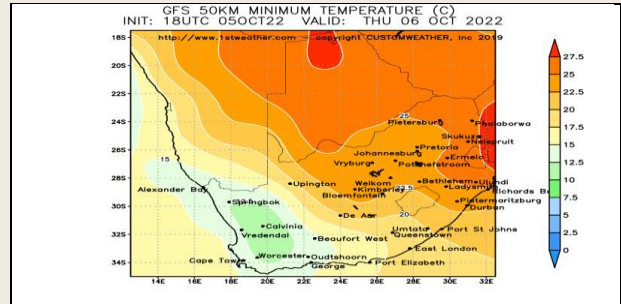 GFS 50KM MINIMUM TEMPERATURE (C)
INIT: 18UTC 05OCT22 VALID: THU 06 OCT 2022
http://www.1stweather.com -- copyright CUSTOMWEATHER, Inc 2019
18S
20S
22S
24S
26S
28S
30S
32S
34S
14E 16E 18E 20E 22E 24E 26E 28E 30E 32E
27.5
25
22.5
20
17.5
15
12.5
10
7.5
5
2.5
0
25
Pietersburg
Phalaborwa
Skukuza
Nelspruit
Pretoria
Johannesburg
Ermelo
Vryburg
Potchefstroom
15
Alexander Bay
Upington
Welkom
Kimberley
22.5
Bethlehem
Ulundi
Ladysmith
Richards B
Bloemfontein
Springbok
12.5
Pietermaritzburg
Durban
De Aar
20
Calvinia
Vredendal
Umtata
Port St Johns
Queenstown
Beaufort West
East London
Cape Town
Worcester
Oudtshoorn
George
Port Elizabeth